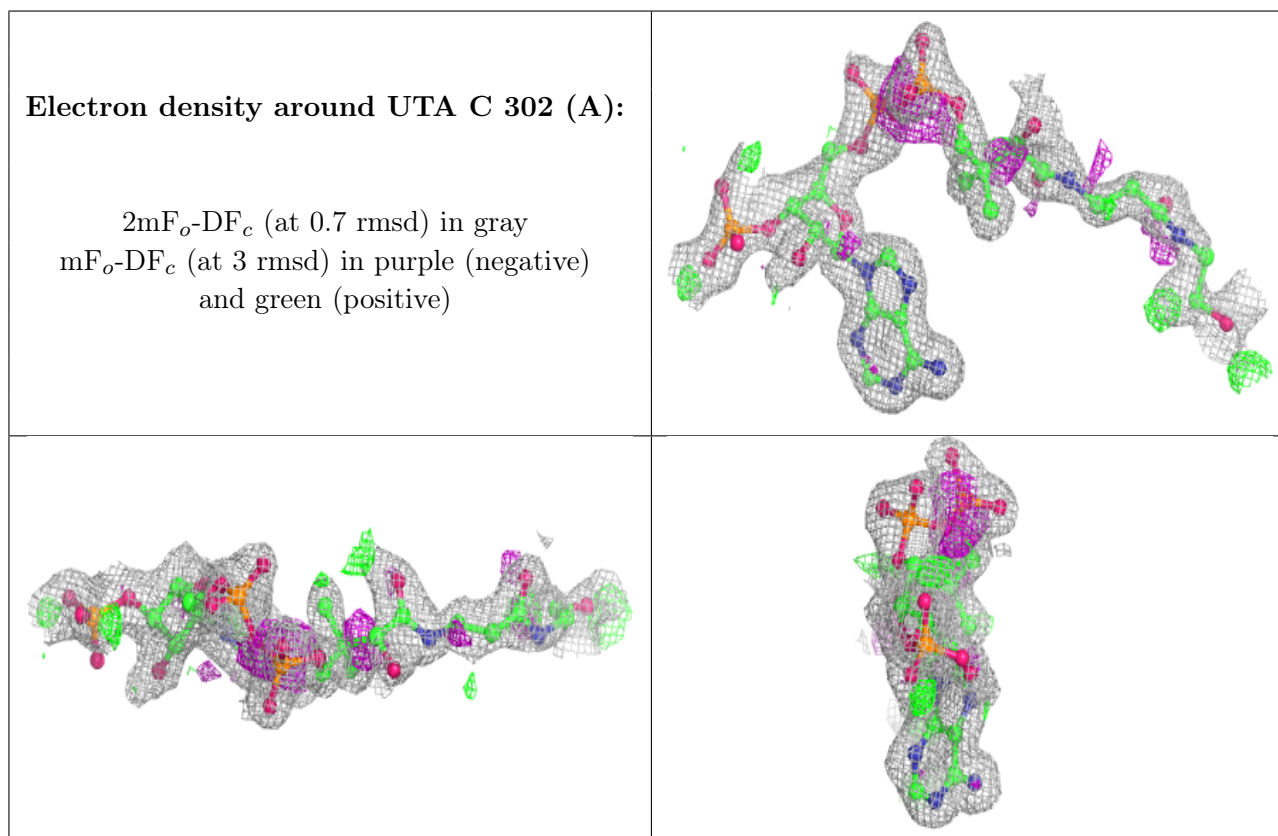 Electron density around UTA C 302 (A):
2mFo-DFc (at 0.7 rmsd) in gray
mFo-DFc (at 3 rmsd) in purple (negative)
and green (positive)